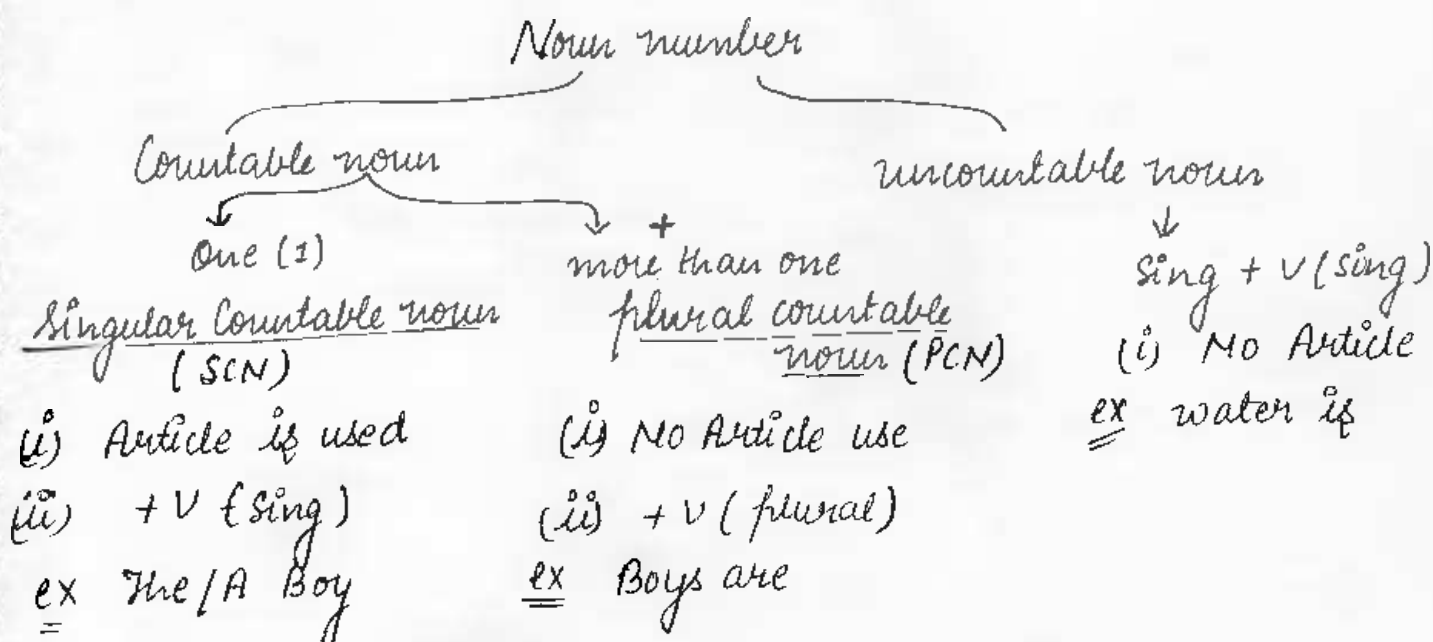 Noun number
Countable noun
uncountable noun
One (1)
+
more than one
Sing + V (Sing)
Singular Countable noun
(SCN)
plural countable
noun (PCN)
(i) No Article
ex water is
(i) Article is used
(ii) + V (Sing)
ex The/A Boy
(i) No Article use
(ii) + V (plural)
ex Boys are